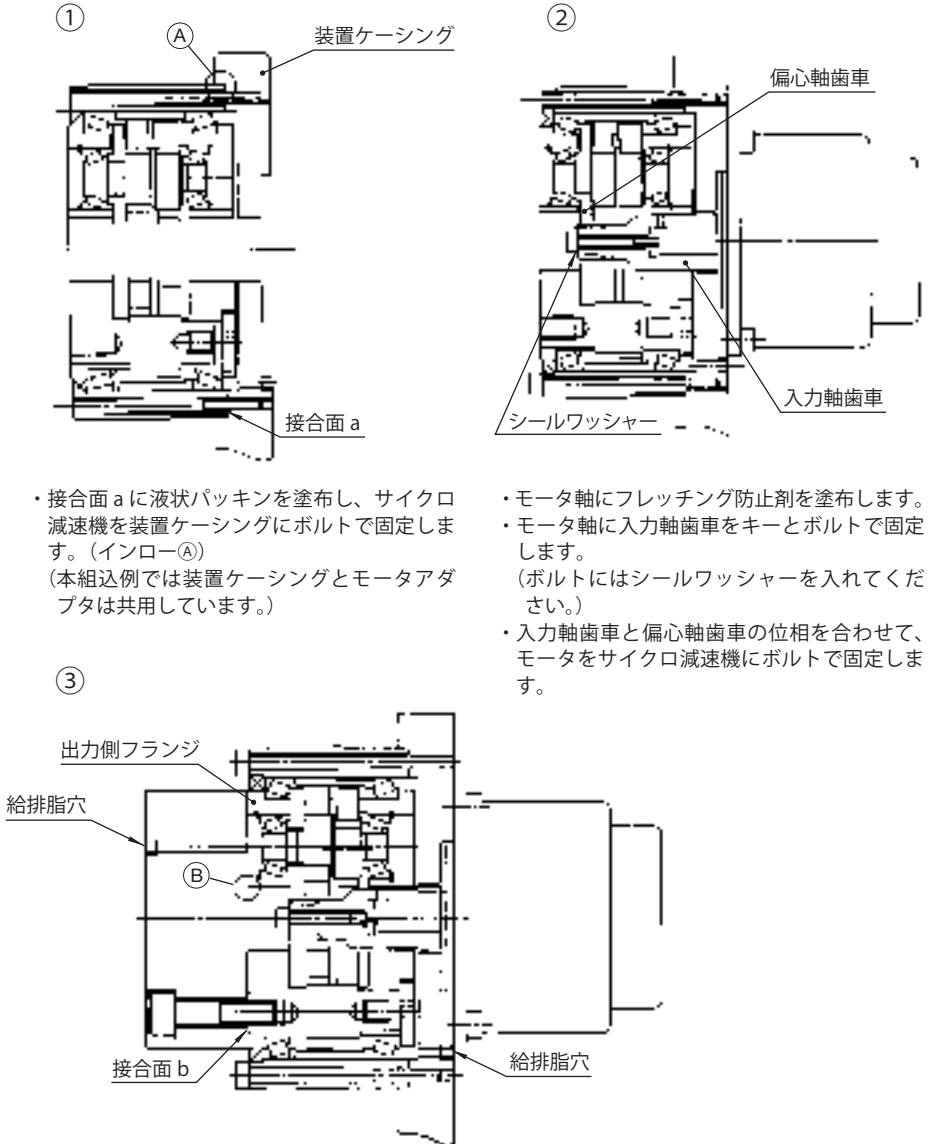 ①
Ⓐ
装置ケーシング
接合面 a
・接合面 a に液状パッキンを塗布し、サイクロ
減速機を装置ケーシングにボルトで固定しま
す。（インローⒶ）
（本組込例では装置ケーシングとモータアダ
プタは共用しています。）
②
偏心軸歯車
入力軸歯車
シールワッシャー
・モータ軸にフレッチング防止剤を塗布します。
・モータ軸に入力軸歯車をキーとボルトで固定
します。
（ボルトにはシールワッシャーを入れてくだ
さい。）
・入力軸歯車と偏心軸歯車の位相を合わせて、
モータをサイクロ減速機にボルトで固定しま
す。
③
出力側フランジ
給排脂穴
Ⓑ
接合面 b
給排脂穴